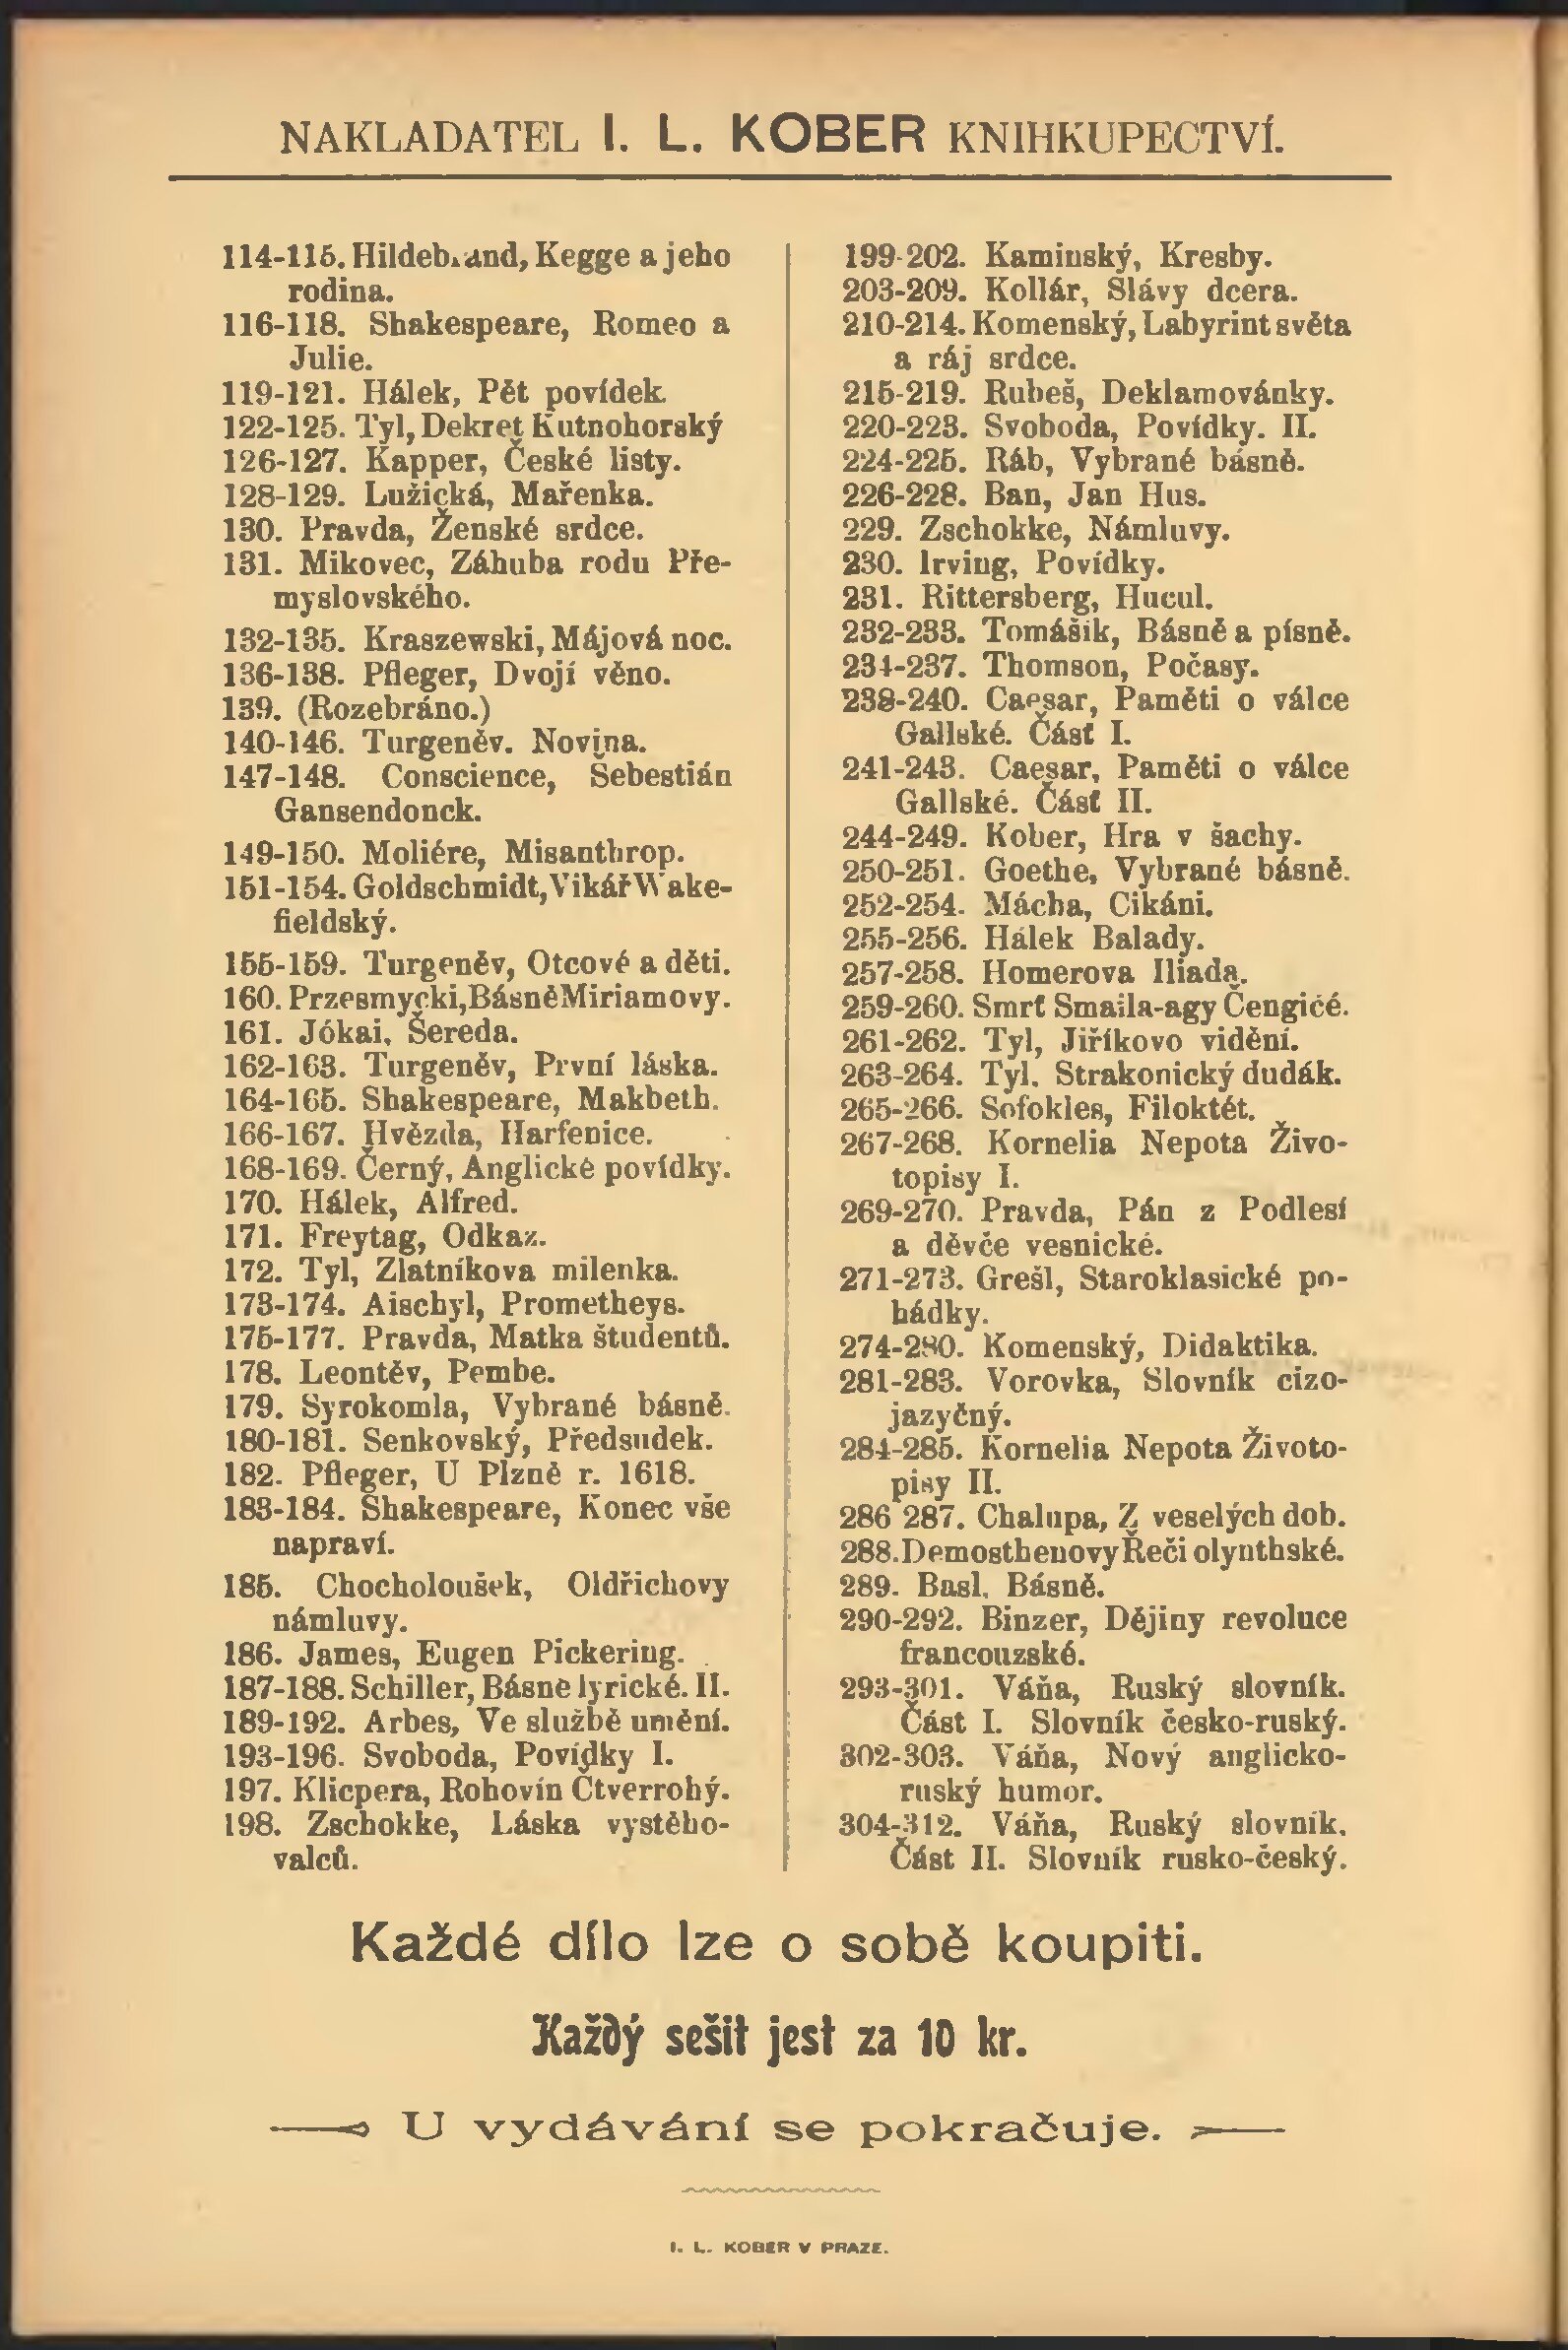 NAKLADATEL I. L. KOBER KNIHKUPECTVÍ.
114-115. Hildebrand, Kegge a jeho
rodina.
116-118. Shakespeare, Romeo a
Julie.
119-121. Hálek, Pět povídek.
122-125. Tyl, Dekret Kutnohorský
126-127. Kapper, České listy.
128-129. Lužická, Mařenka.
130. Pravda, Ženské srdce.
131. Mikovec, Záhuba rodu Pře-
myslovského.
132-135. Kraszewski, Májová noc.
136-138. Pfleger, Dvojí věno.
139. (Rozebráno.)
140-146. Turgeněv. Novina.
147-148. Conscience, Šebestián
Gansendonck.
149-150. Moliére, Misanthrop.
151-154. Goldschmidt, Vikář Wake-
fieldský.
155-159. Turgeněv, Otcové a děti.
160. Przesmycki, Básně Miriamovy.
161. Jókai, Šereda.
162-163. Turgeněv, První láska.
164-165. Shakespeare, Makbeth.
166-167. Hvězda, Harfenice.
168-169. Černý, Anglické povídky.
170. Hálek, Alfred.
171. Freytag, Odkaz.
172. Tyl, Zlatníkova milenka.
173-174. Aischyl, Prometheys.
175-177. Pravda, Matka študentů.
178. Leontěv, Pembe.
179. Syrokomla, Vybrané básně.
180-181. Senkovský, Předsudek.
182. Pfleger, U Plzně r. 1618.
183-184. Shakespeare, Konec vše
napraví.
185. Chocholoušek, Oldřichovy
námluvy.
186. James, Eugen Pickering.
187-188. Schiller, Básně lyrické. II.
189-192. Arbes, Ve službě umění.
193-196. Svoboda, Povídky I.
197. Klicpera, Rohovín Čtverrohý.
198. Zschokke, Láska vystěho-
valců.
199-202. Kaminský, Kresby.
203-209. Kollár, Slávy dcera.
210-214. Komenský, Labyrint světa
a ráj srdce.
215-219. Rubeš, Deklamovánky.
220-223. Svoboda, Povídky. II.
224-225. Ráb, Vybrané básně.
226-228. Ban, Jan Hus.
229. Zschokke, Námluvy.
230. Irving, Povídky.
231. Rittersberg, Hucul.
232-233. Tomášik, Básně a písně.
234-237. Thomson, Počasy.
238-240. Caesar, Paměti o válce
Gallské. Část I.
241-243. Caesar, Paměti o válce
Gallské. Část II.
244-249. Kober, Hra v šachy.
250-251. Goethe, Vybrané básně.
252-254. Mácha, Cikáni.
255-256. Hálek Balady.
257-258. Homerova Iliada.
259-260. Smrť Smaila-agy Čengićé.
261-262. Tyl, Jiříkovo vidění.
263-264. Tyl. Strakonický dudák.
265-266. Sofokles, Filoktét.
267-268. Kornelia Nepota Živo-
topisy I.
269-270. Pravda, Pán z Podlesí
a děvče vesnické.
271-273. Grešl, Staroklasické po-
hádky.
274-280. Komenský, Didaktika.
281-283. Vorovka, Slovník cizo-
jazyčný.
284-285. Kornelia Nepota Životo-
pisy II.
286 287. Chalupa, Z veselých dob.
288. Demosthenovy Řeči olynthské.
289. Basl, Básně.
290-292. Binzer, Dějiny revoluce
francouzské.
293-301. Váňa, Ruský slovník.
Část I. Slovník česko-ruský.
302-303. Váňa, Nový anglicko-
ruský humor.
304-312. Váňa, Ruský slovník.
Část II. Slovník rusko-český.
Každé dílo lze o sobě koupiti.
Každý sešit jest za 10 kr.
U vydávání se pokračuje.
I. L. KOBER V PRAZE.